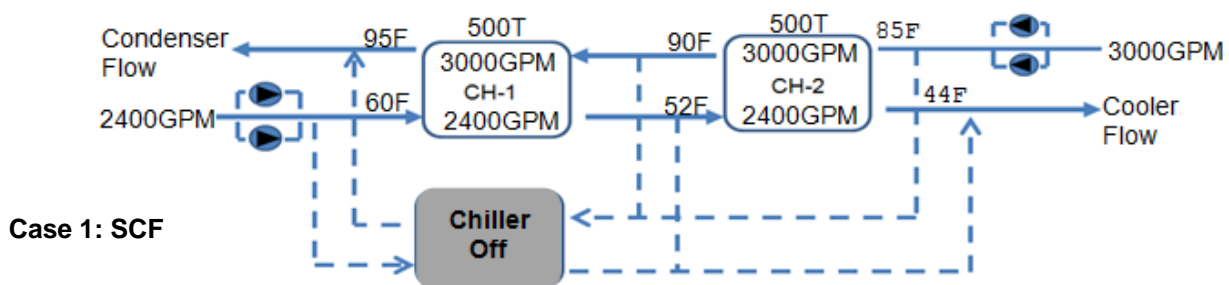 500T
500T
Condenser
Flow
95F
3000GPM
CH-1
2400GPM
90F
3000GPM
CH-2
2400GPM
85F
3000GPM
2400GPM
60F
52F
44F
Cooler
Flow
Case 1: SCF
Chiller
Off